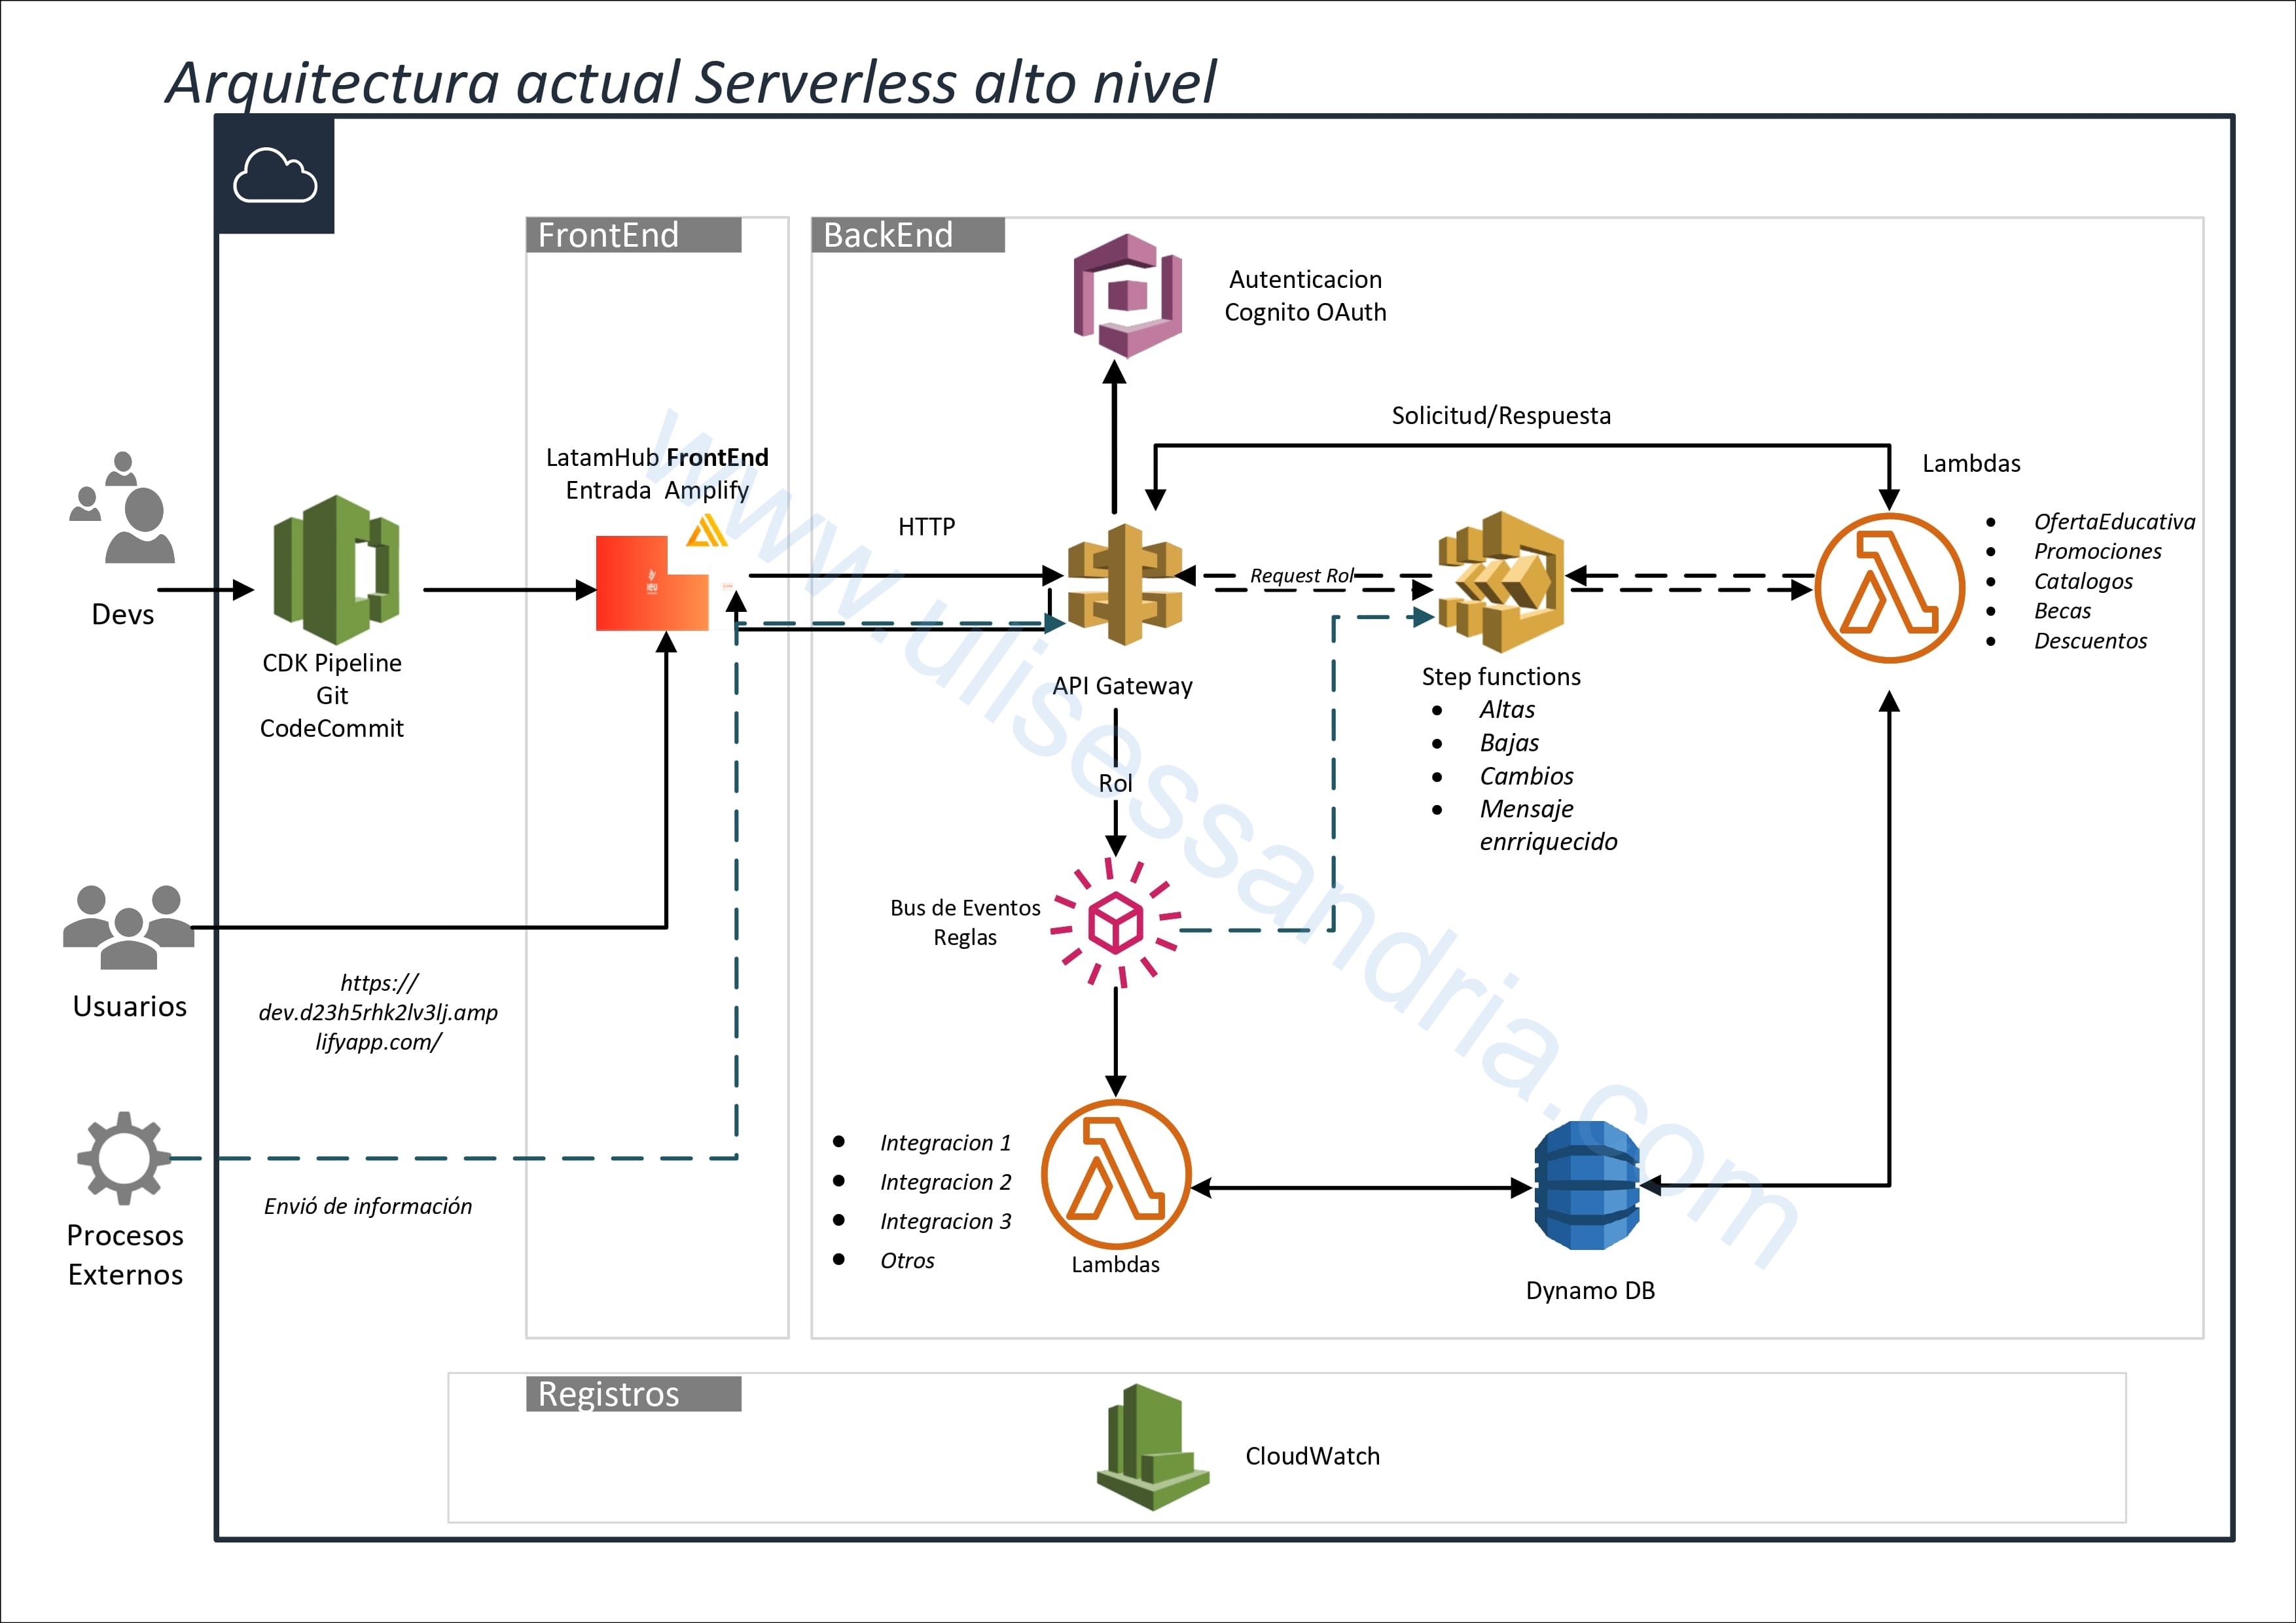 Arquitectura actual Serverless alto nivel
FrontEnd
BackEnd
Autenticacion
Cognito OAuth
Solicitud/Respuesta
LatamHub FrontEnd
Entrada Amplify
HTTP
Lambdas
OfertaEducativa
Promociones
Catalogos
Becas
Descuentos
Request Rol
Devs
CDK Pipeline
Git
CodeCommit
API Gateway
Step functions
Altas
Bajas
Cambios
Mensaje
enrriquecido
Rol
Bus de Eventos
Reglas
Usuarios
https://
dev.d23h5rhk2lv3lj.amp
lifyapp.com/
Envió de información
Procesos
Externos
Integracion 1
Integracion 2
Integracion 3
Otros
Lambdas
Dynamo DB
Registros
CloudWatch
www.ulisessandria.com